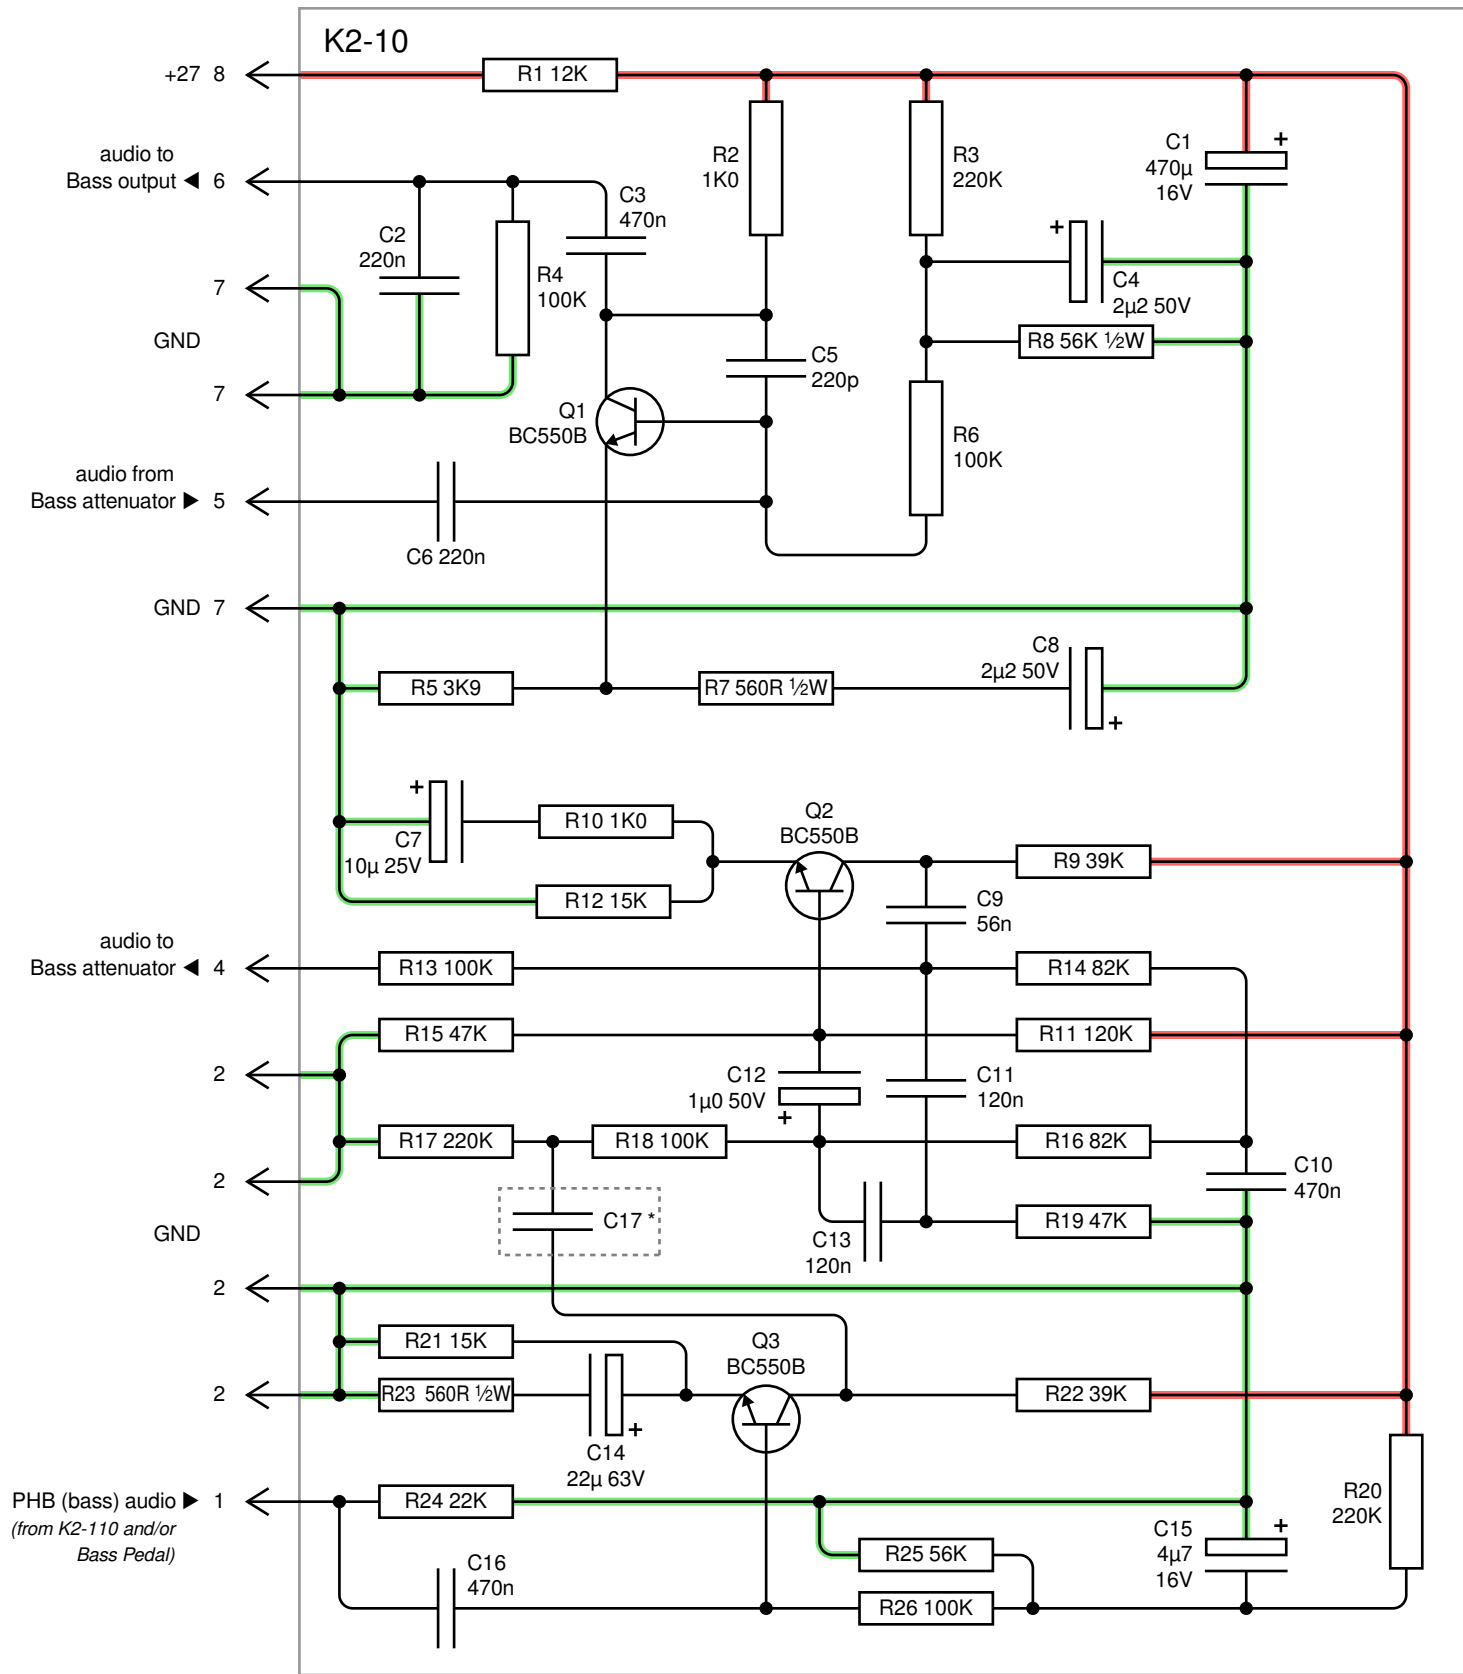 K2-10
+27 8
R1 12K
audio to
Bass output ◀ 6
C3
470n
R2
1K0
R3
220K
C1
470µ
16V
+
C2
220n
R4
100K
+
C4
2µ2 50V
7
GND
7
R8 56K ½W
C5
220p
Q1
BC550B
R6
100K
audio from
Bass attenuator ▶ 5
C6 220n
GND 7
R5 3K9
R7 560R ½W
C8
2µ2 50V
+
+
C7
10µ 25V
R10 1K0
Q2
BC550B
R9 39K
R12 15K
C9
56n
audio to
Bass attenuator ◀ 4
R13 100K
R14 82K
R15 47K
R11 120K
2
C12
1µ0 50V
+
C11
120n
R17 220K
R18 100K
R16 82K
2
C10
470n
C17 *
C13
120n
R19 47K
GND
2
R21 15K
Q3
BC550B
2
R23 560R ½W
R22 39K
C14
22µ 63V
+
PHB (bass) audio ▶ 1
(from K2-110 and/or
Bass Pedal)
R24 22K
R20
220K
C15
4µ7
16V
+
R25 56K
C16
470n
R26 100K